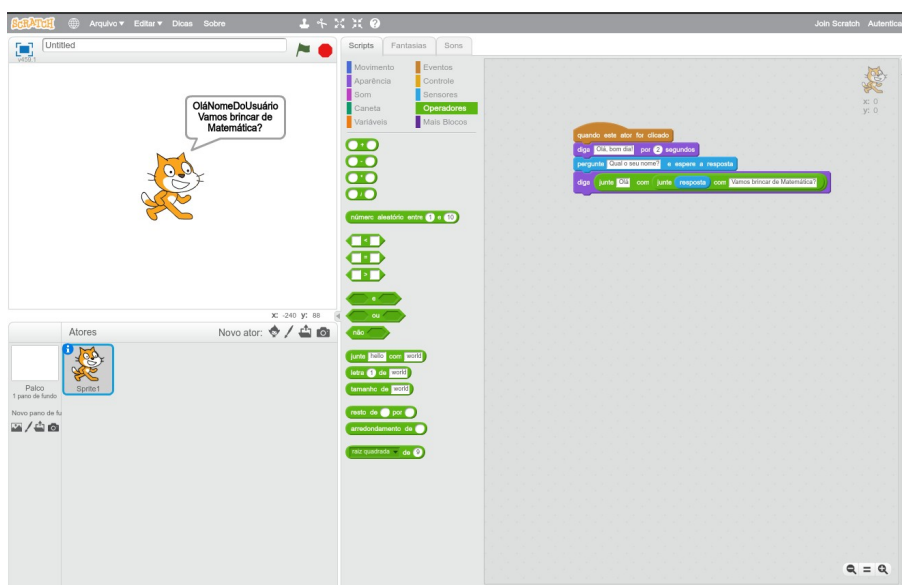 SCRATCH Arquivo▼ Editar▼ Dicas Sobre Join Scratch Autentica
Untitled
v459.1
OláNomeDoUsuário
Vamos brincar de
Matemática?
x: -240 y: 88
Atores Novo ator:
Palco
1 pano de fundo
Novo pano de fu
Sprite1
Scripts Fantasias Sons
Movimento Eventos
Aparência Controle
Som Sensores
Caneta Operadores
Variáveis Mais Blocos
+
-
*
/
número aleatório entre 1 e 10
<
=
>
e
ou
não
junte hello com world
letra 1 de world
tamanho de world
resto de por
arredondamento de
raiz quadrada de 9
x: 0
y: 0
quando este ator for clicado
diga Olá, bom dia! por 2 segundos
pergunte Qual o seu nome? e espere a resposta
diga junte Olá com junte resposta com Vamos brincar de Matemática?